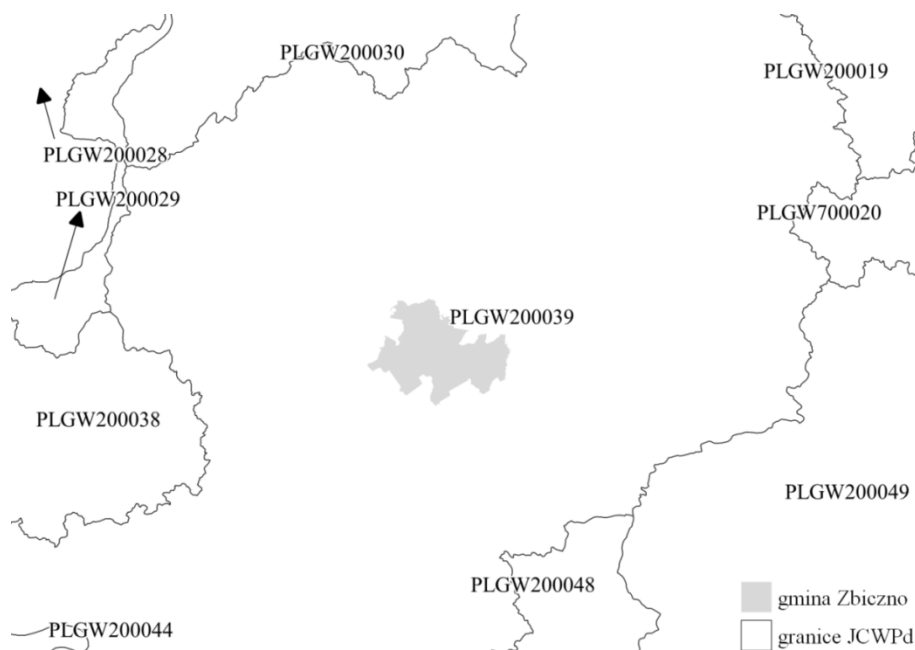 PLGW200030
PLGW200019
PLGW200028
PLGW200029
PLGW700020
PLGW200039
PLGW200038
PLGW200049
PLGW200048
gmina Zbiczno
PLGW200044
granice JCWPd